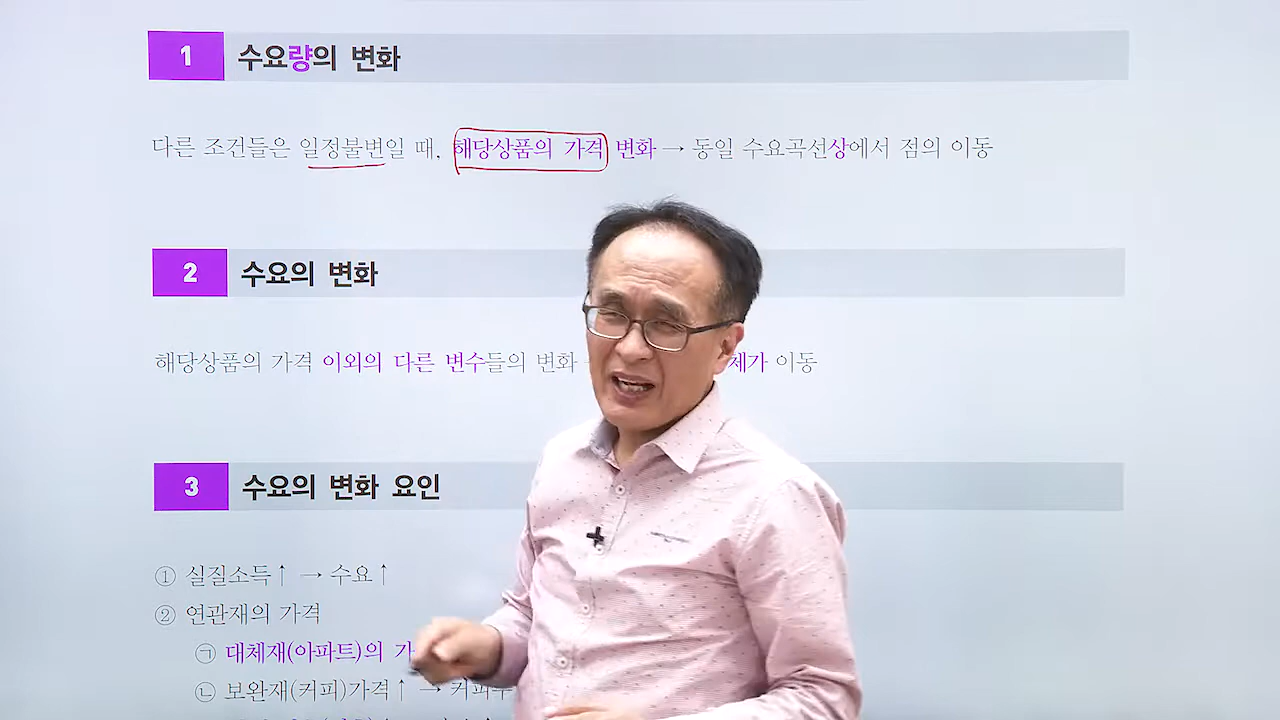 1 수요량의 변화
다른 조건들은 일정불변일 때, 해당상품의 가격 변화 → 동일 수요곡선상에서 점의 이동
2 수요의 변화
해당상품의 가격 이외의 다른 변수들의 변화 이동
3 수요의 변화 요인
① 실질소득↑ → 수요↑
② 연관재의 가격
㉠ 대체재(아파트)의
㉡ 보완재(커피)가격↑ →